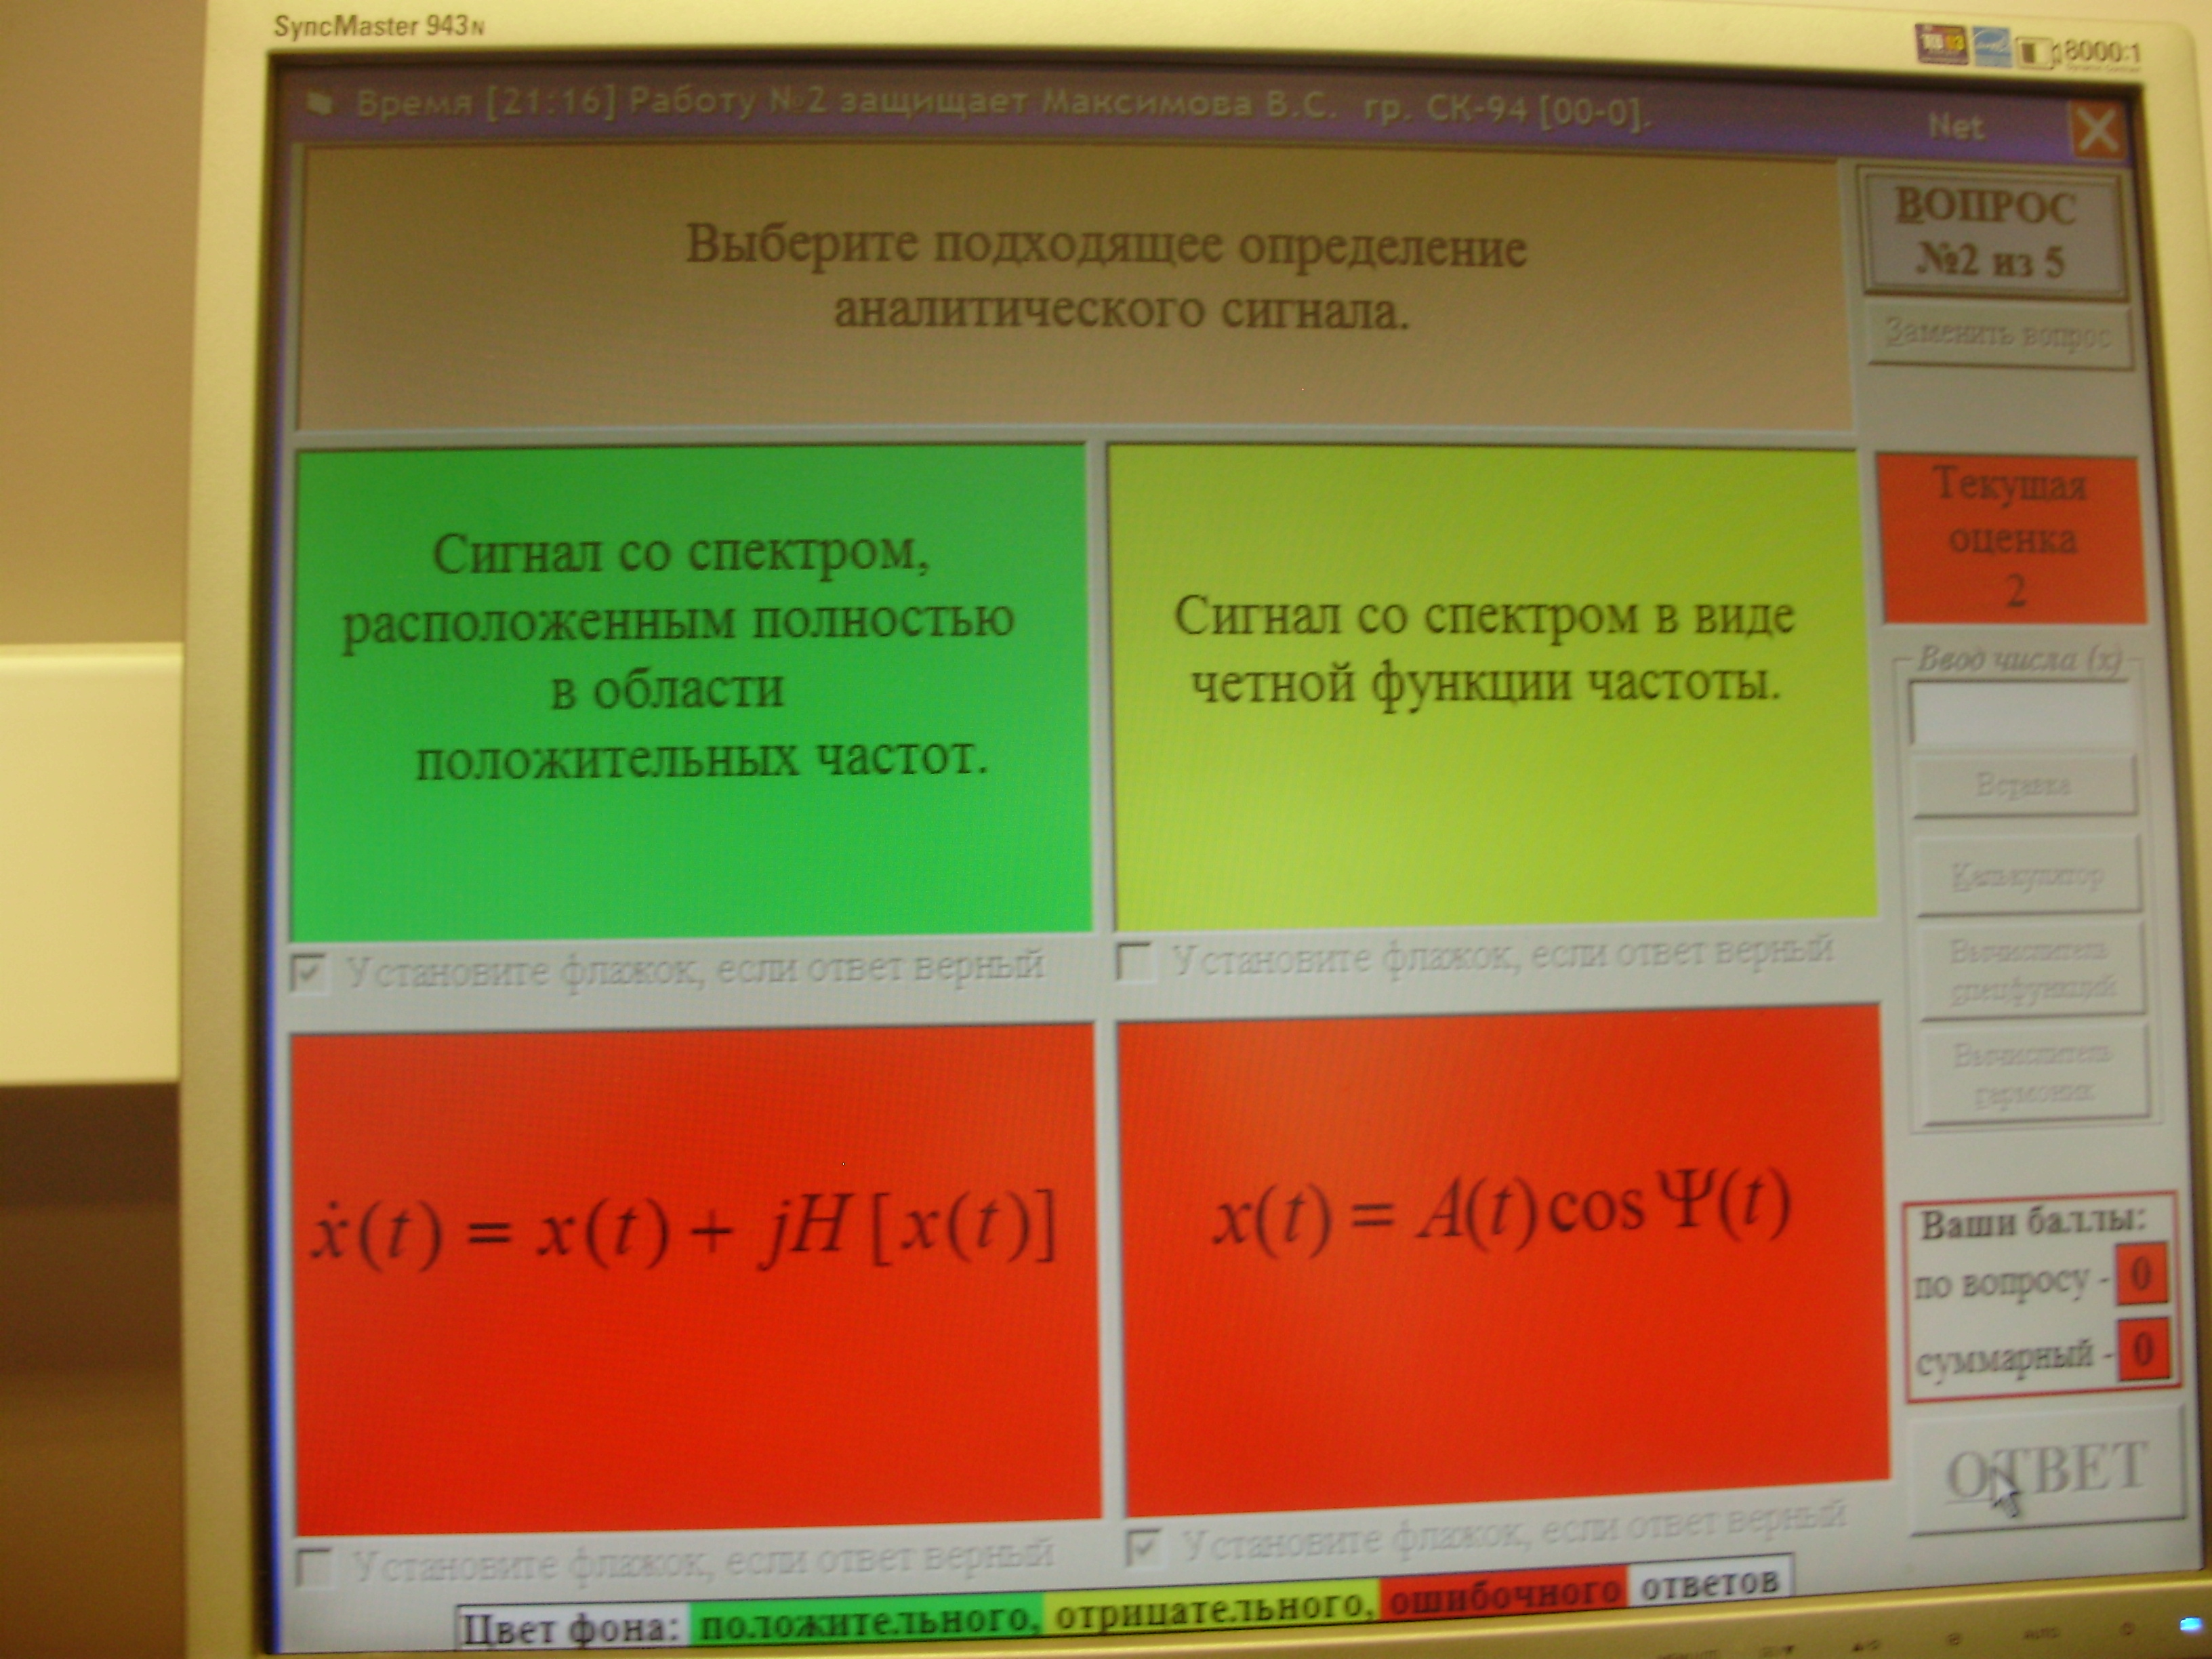 SyncMaster 943N
8000:1
Время [21:16] Работу №2 защищает Максимова В.С. гр. СК-94 [00-0].
Net
Выберите подходящее определение
аналитического сигнала.
ВОПРОС
№2 из 5
Заменить вопрос
Текущая
оценка
2
Сигнал со спектром,
расположенным полностью
в области
положительных частот.
Сигнал со спектром в виде
четной функции частоты.
Ввод числа (x)
Вставка
Калькулятор
Вычислитель
спецфункций
Вычислитель
гармоник
Установите флажок, если ответ верный
Установите флажок, если ответ верный
ẋ(t) = x(t) + jH [x(t)]
x(t) = A(t) cos Ψ(t)
Ваши баллы:
по вопросу - 0
суммарный - 0
ОТВЕТ
Установите флажок, если ответ верный
Установите флажок, если ответ верный
Цвет фона: положительного, отрицательного, ошибочного ответов
AUTO